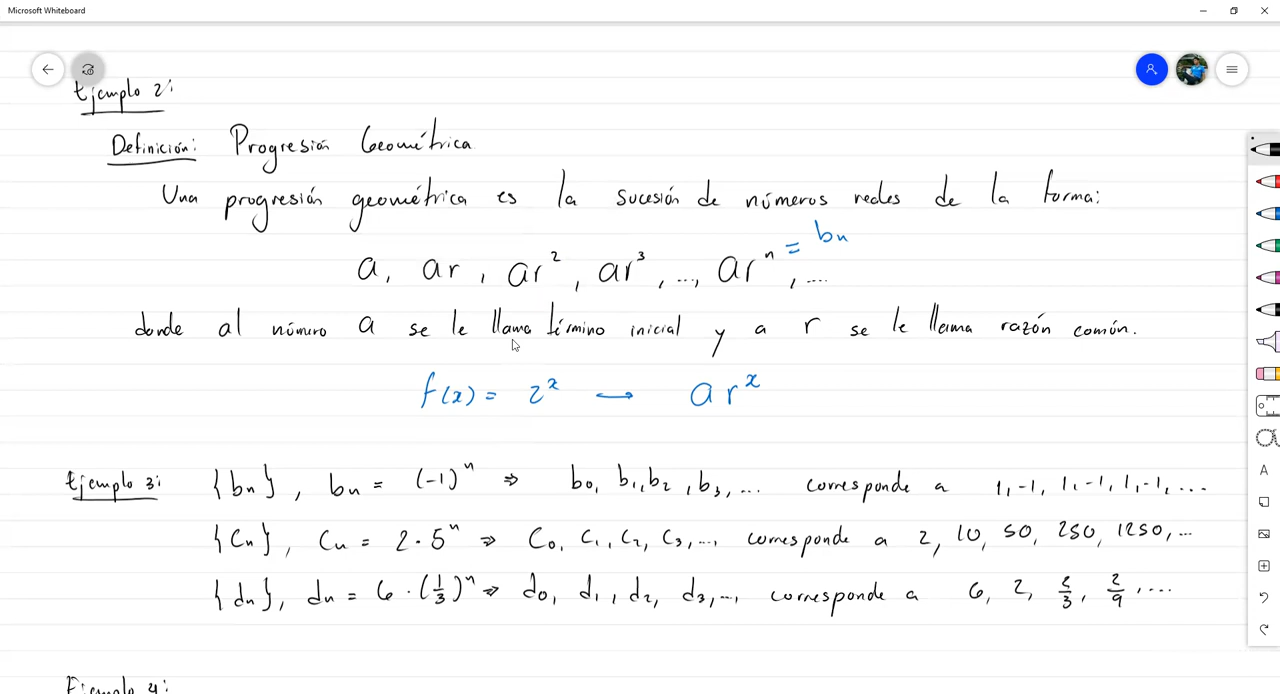 Microsoft Whiteboard
Ejemplo 2:
Definición: Progresión Geométrica
Una progresión geométrica es la sucesión de números reales de la forma:
a, ar, ar², ar³, ..., arⁿ, ... = bₙ
donde al número a se le llama término inicial y a r se le llama razón común.
f(x) = 2ˣ → a rˣ
Ejemplo 3: {bₙ}, bₙ = (-1)ⁿ ⇒ b₀, b₁, b₂, b₃, ... corresponde a 1, -1, 1, -1, 1, -1, ...
{Cₙ}, Cₙ = 2 · 5ⁿ ⇒ C₀, C₁, C₂, C₃, ..., corresponde a 2, 10, 50, 250, 1250, ...
{dₙ}, dₙ = 6 · (1/3)ⁿ ⇒ d₀, d₁, d₂, d₃, ..., corresponde a 6, 2, 2/3, 2/9, ...
Ejemplo 4: